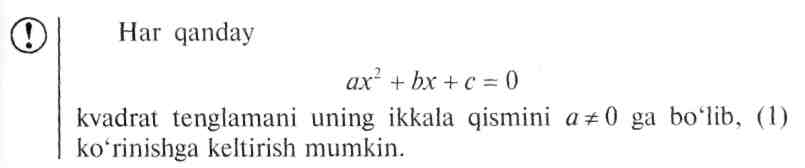 ! Har qanday
ax² + bx + c = 0
kvadrat tenglamani uning ikkala qismini a ≠ 0 ga bo‘lib, (1)
ko‘rinishga keltirish mumkin.